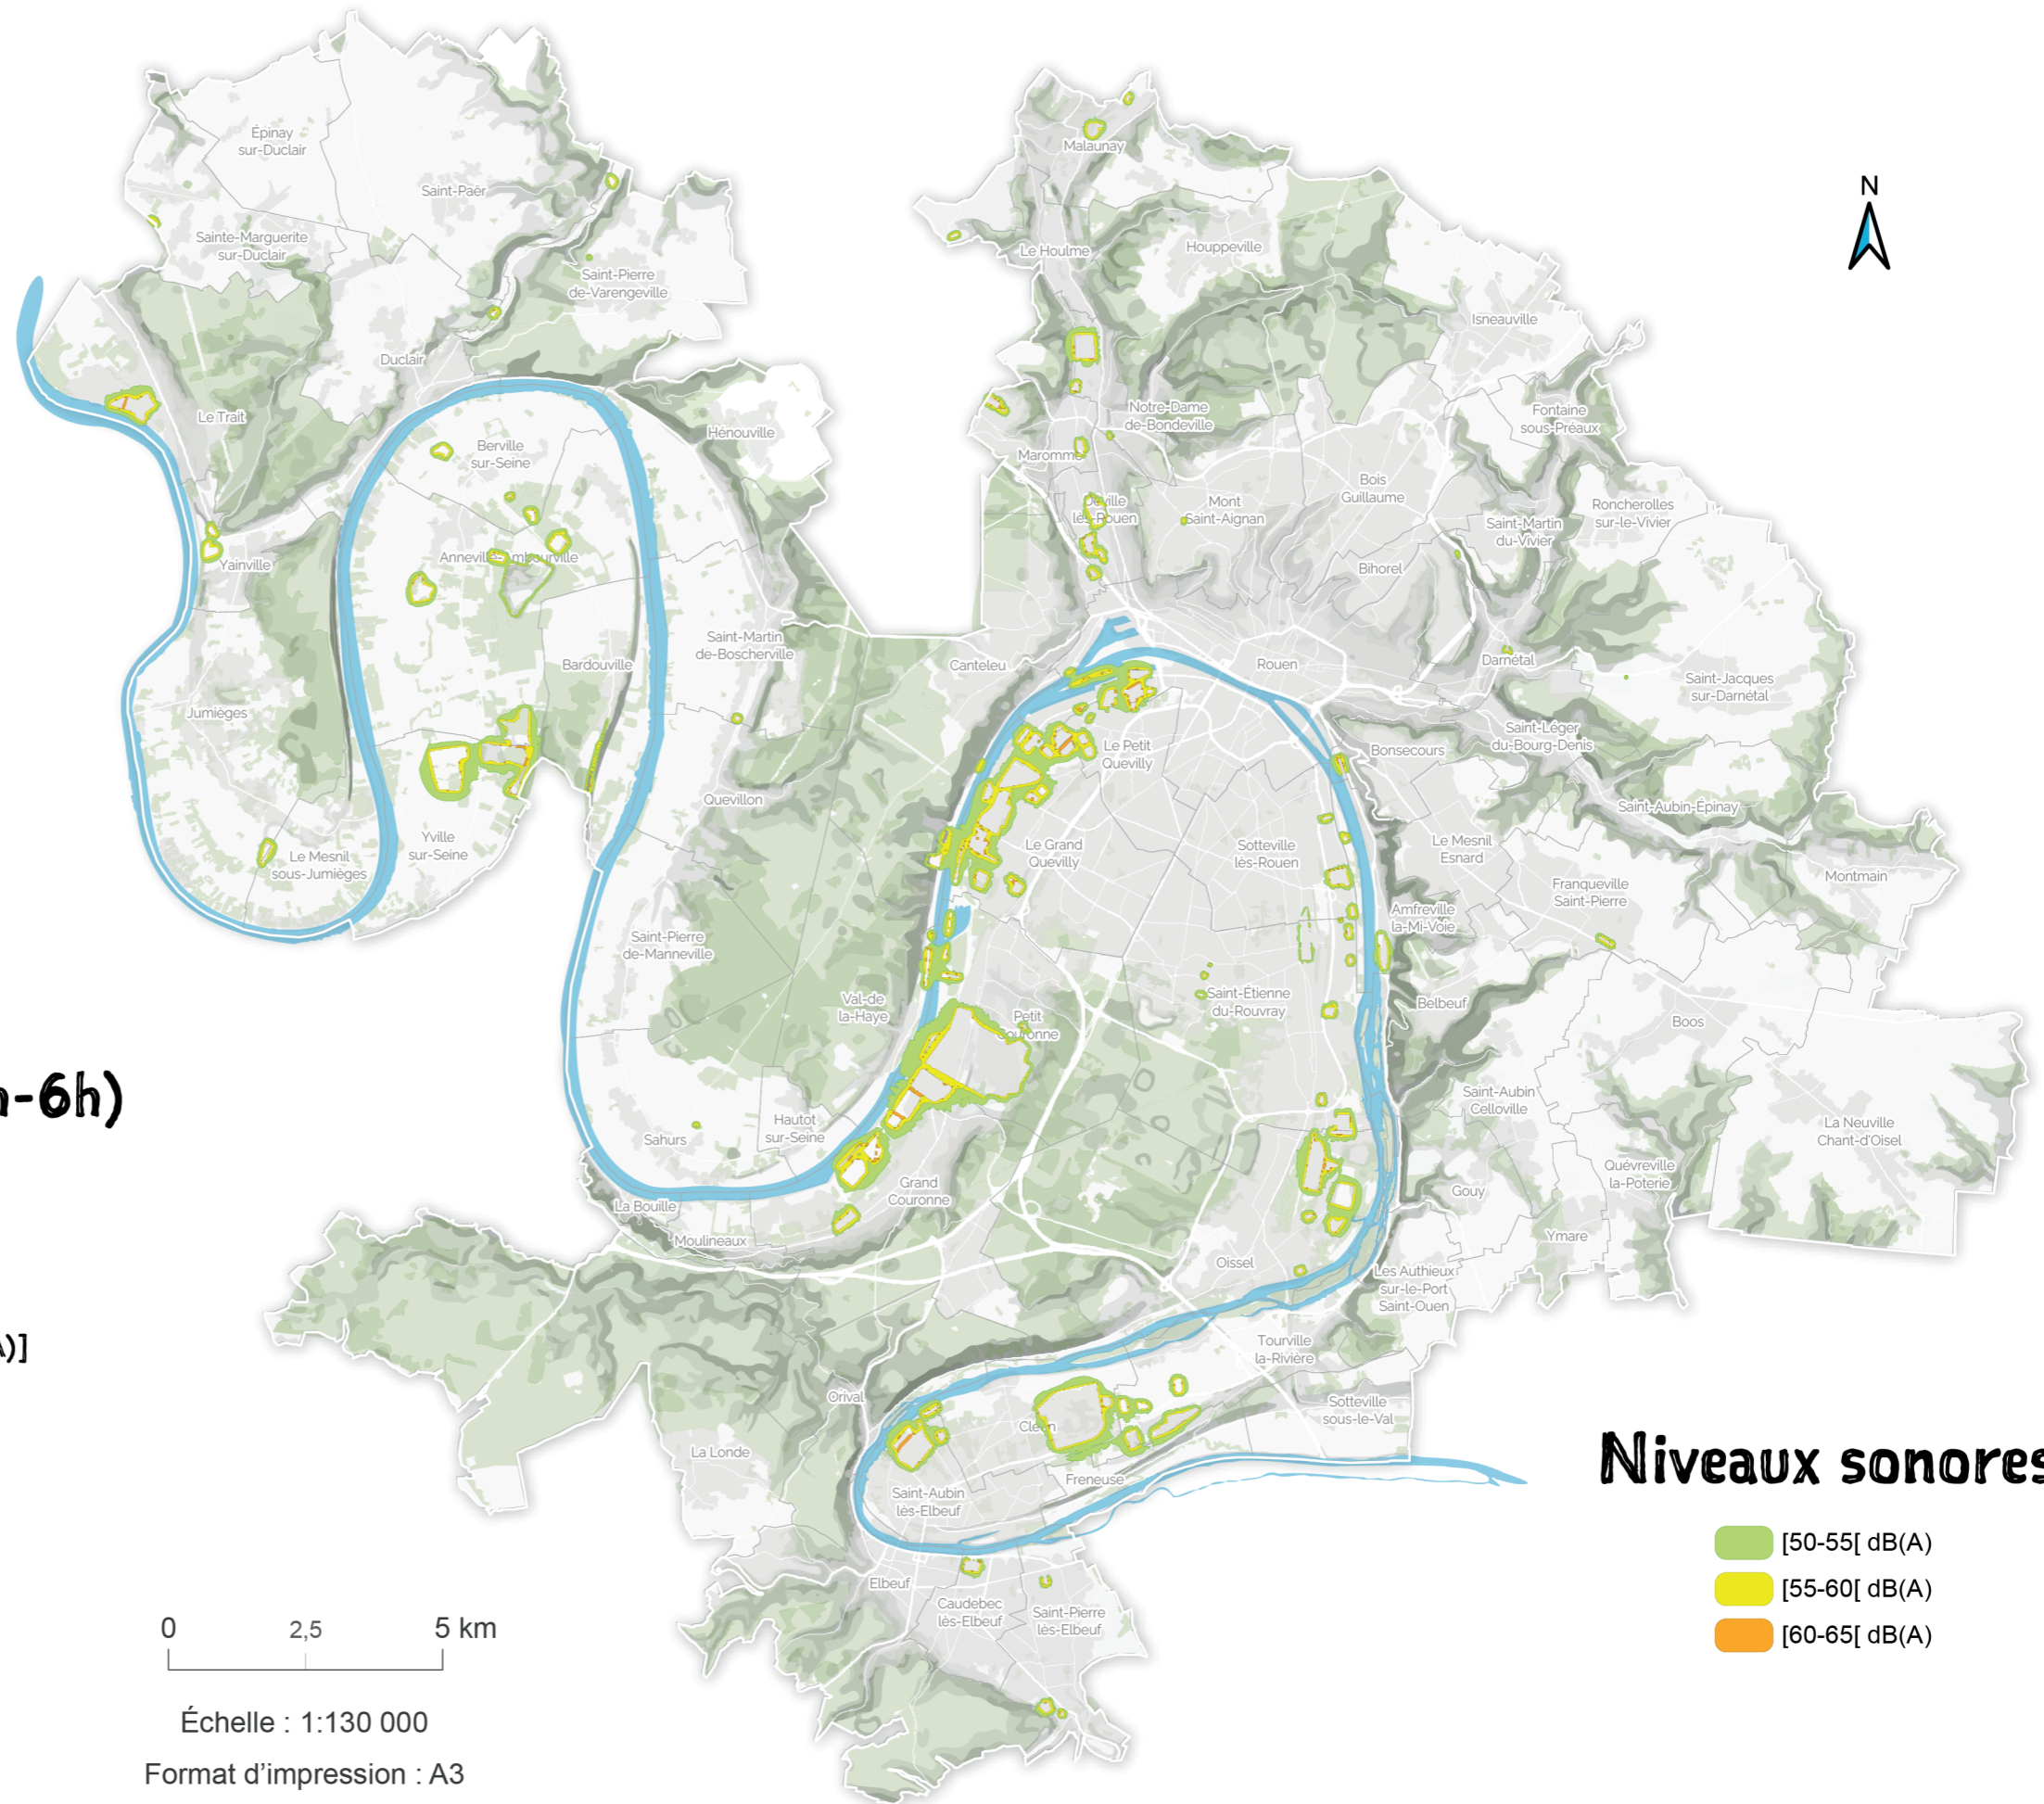 N
Épinay
sur-Duclair
Saint-Paër
Sainte-Marguerite
sur-Duclair
Saint-Pierre
de-Varengeville
Duclair
Le Trait
Hénouville
Berville
sur-Seine
Yainville
Anneville-Ambourville
Bardouville
Saint-Martin
de-Boscherville
Jumièges
Quevillon
Yville
sur-Seine
Le Mesnil
sous-Jumièges
Saint-Pierre
de-Manneville
Val-de
la-Haye
Sahurs
Hautot
sur-Seine
La Bouille
Moulineaux
Malaunay
Le Houlme
Houppeville
Isneauville
Notre-Dame
de-Bondeville
Fontaine
sous-Préaux
Maromme
Bois
Guillaume
Déville
lès-Rouen
Mont
Saint-Aignan
Roncherolles
sur-le-Vivier
Saint-Martin
du-Vivier
Bihorel
Canteleu
Rouen
Darnétal
Saint-Jacques
sur-Darnétal
Saint-Léger
du-Bourg-Denis
Bonsecours
Le Petit
Quevilly
Saint-Aubin-Épinay
Le Grand
Quevilly
Sotteville
lès-Rouen
Le Mesnil
Esnard
Franqueville
Saint-Pierre
Montmain
Amfreville
la-Mi-Voie
Saint-Étienne
du-Rouvray
Belbeuf
Boos
Petit
Couronne
Saint-Aubin
Celloville
La Neuville
Chant-d'Oisel
Quévreville
la-Poterie
Grand
Couronne
Gouy
Ymare
Oissel
Les Authieux
sur-le-Port
Saint-Ouen
Tourville
la-Rivière
Orival
Cléon
Sotteville
sous-le-Val
La Londe
Freneuse
Saint-Aubin
lès-Elbeuf
Elbeuf
Caudebec
lès-Elbeuf
Saint-Pierre
lès-Elbeuf
-6h)
)]
0 2,5 5 km
Échelle : 1:130 000
Format d'impression : A3
Niveaux sonores
[50-55[ dB(A)
[55-60[ dB(A)
[60-65[ dB(A)